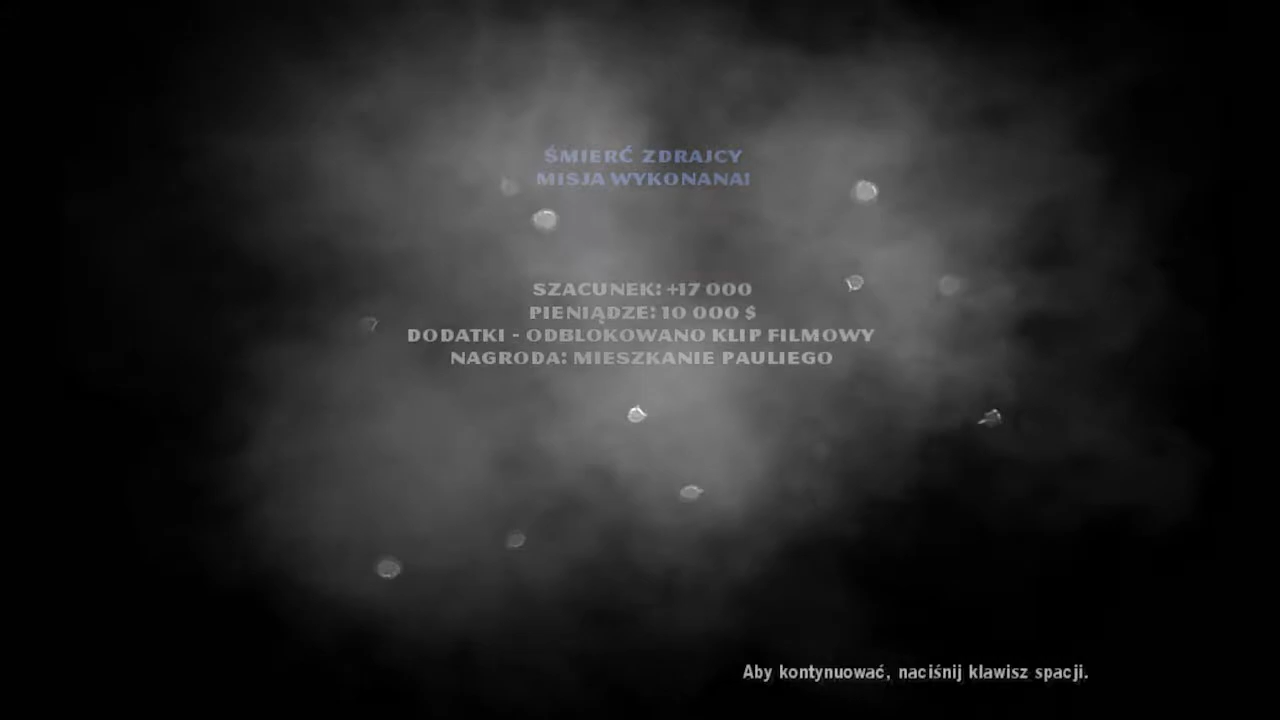 ŚMIERĆ ZDRAJCY
MISJA WYKONANA!
SZACUNEK: +17 000
PIENIĄDZE: 10 000 $
DODATKI - ODBLOKOWANO KLIP FILMOWY
NAGRODA: MIESZKANIE PAULIEGO
Aby kontynuować, naciśnij klawisz spacji.